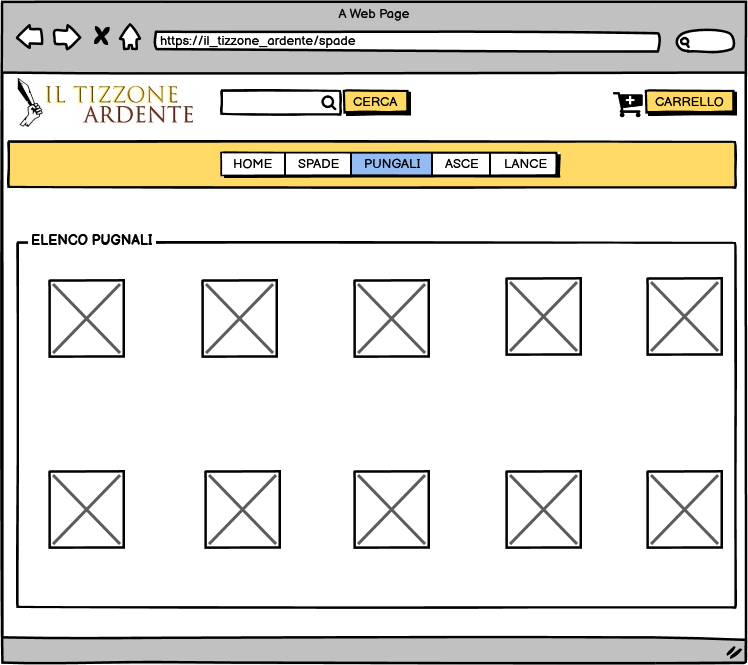 A Web Page
https://il_tizzone_ardente/spade
IL TIZZONE
ARDENTE
CERCA
CARRELLO
HOME SPADE PUNGALI ASCE LANCE
ELENCO PUGNALI